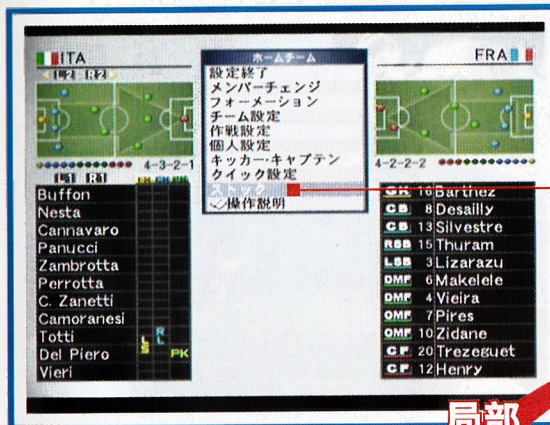 ITA
L2 R2
4-3-2-1
L1 R1
FK CK PK
Buffon
Nesta
Cannavaro
Panucci
Zambrotta
Perrotta
C. Zanetti
Camoranesi
Totti
Del Piero
Vieri
L
S
R
L
PK
ホームチーム
設定終了
メンバーチェンジ
フォーメーション
チーム設定
作戦設定
個人設定
キッカー・キャプテン
クイック設定
ストック
操作説明
FRA
4-2-2-2
GK 16 Barthez
CB 8 Desailly
CB 13 Silvestre
RSB 15 Thuram
LSB 3 Lizarazu
DMF 6 Makelele
DMF 4 Vieira
OMF 7 Pires
OMF 10 Zidane
CF 20 Trezeguet
CF 12 Henry
局部